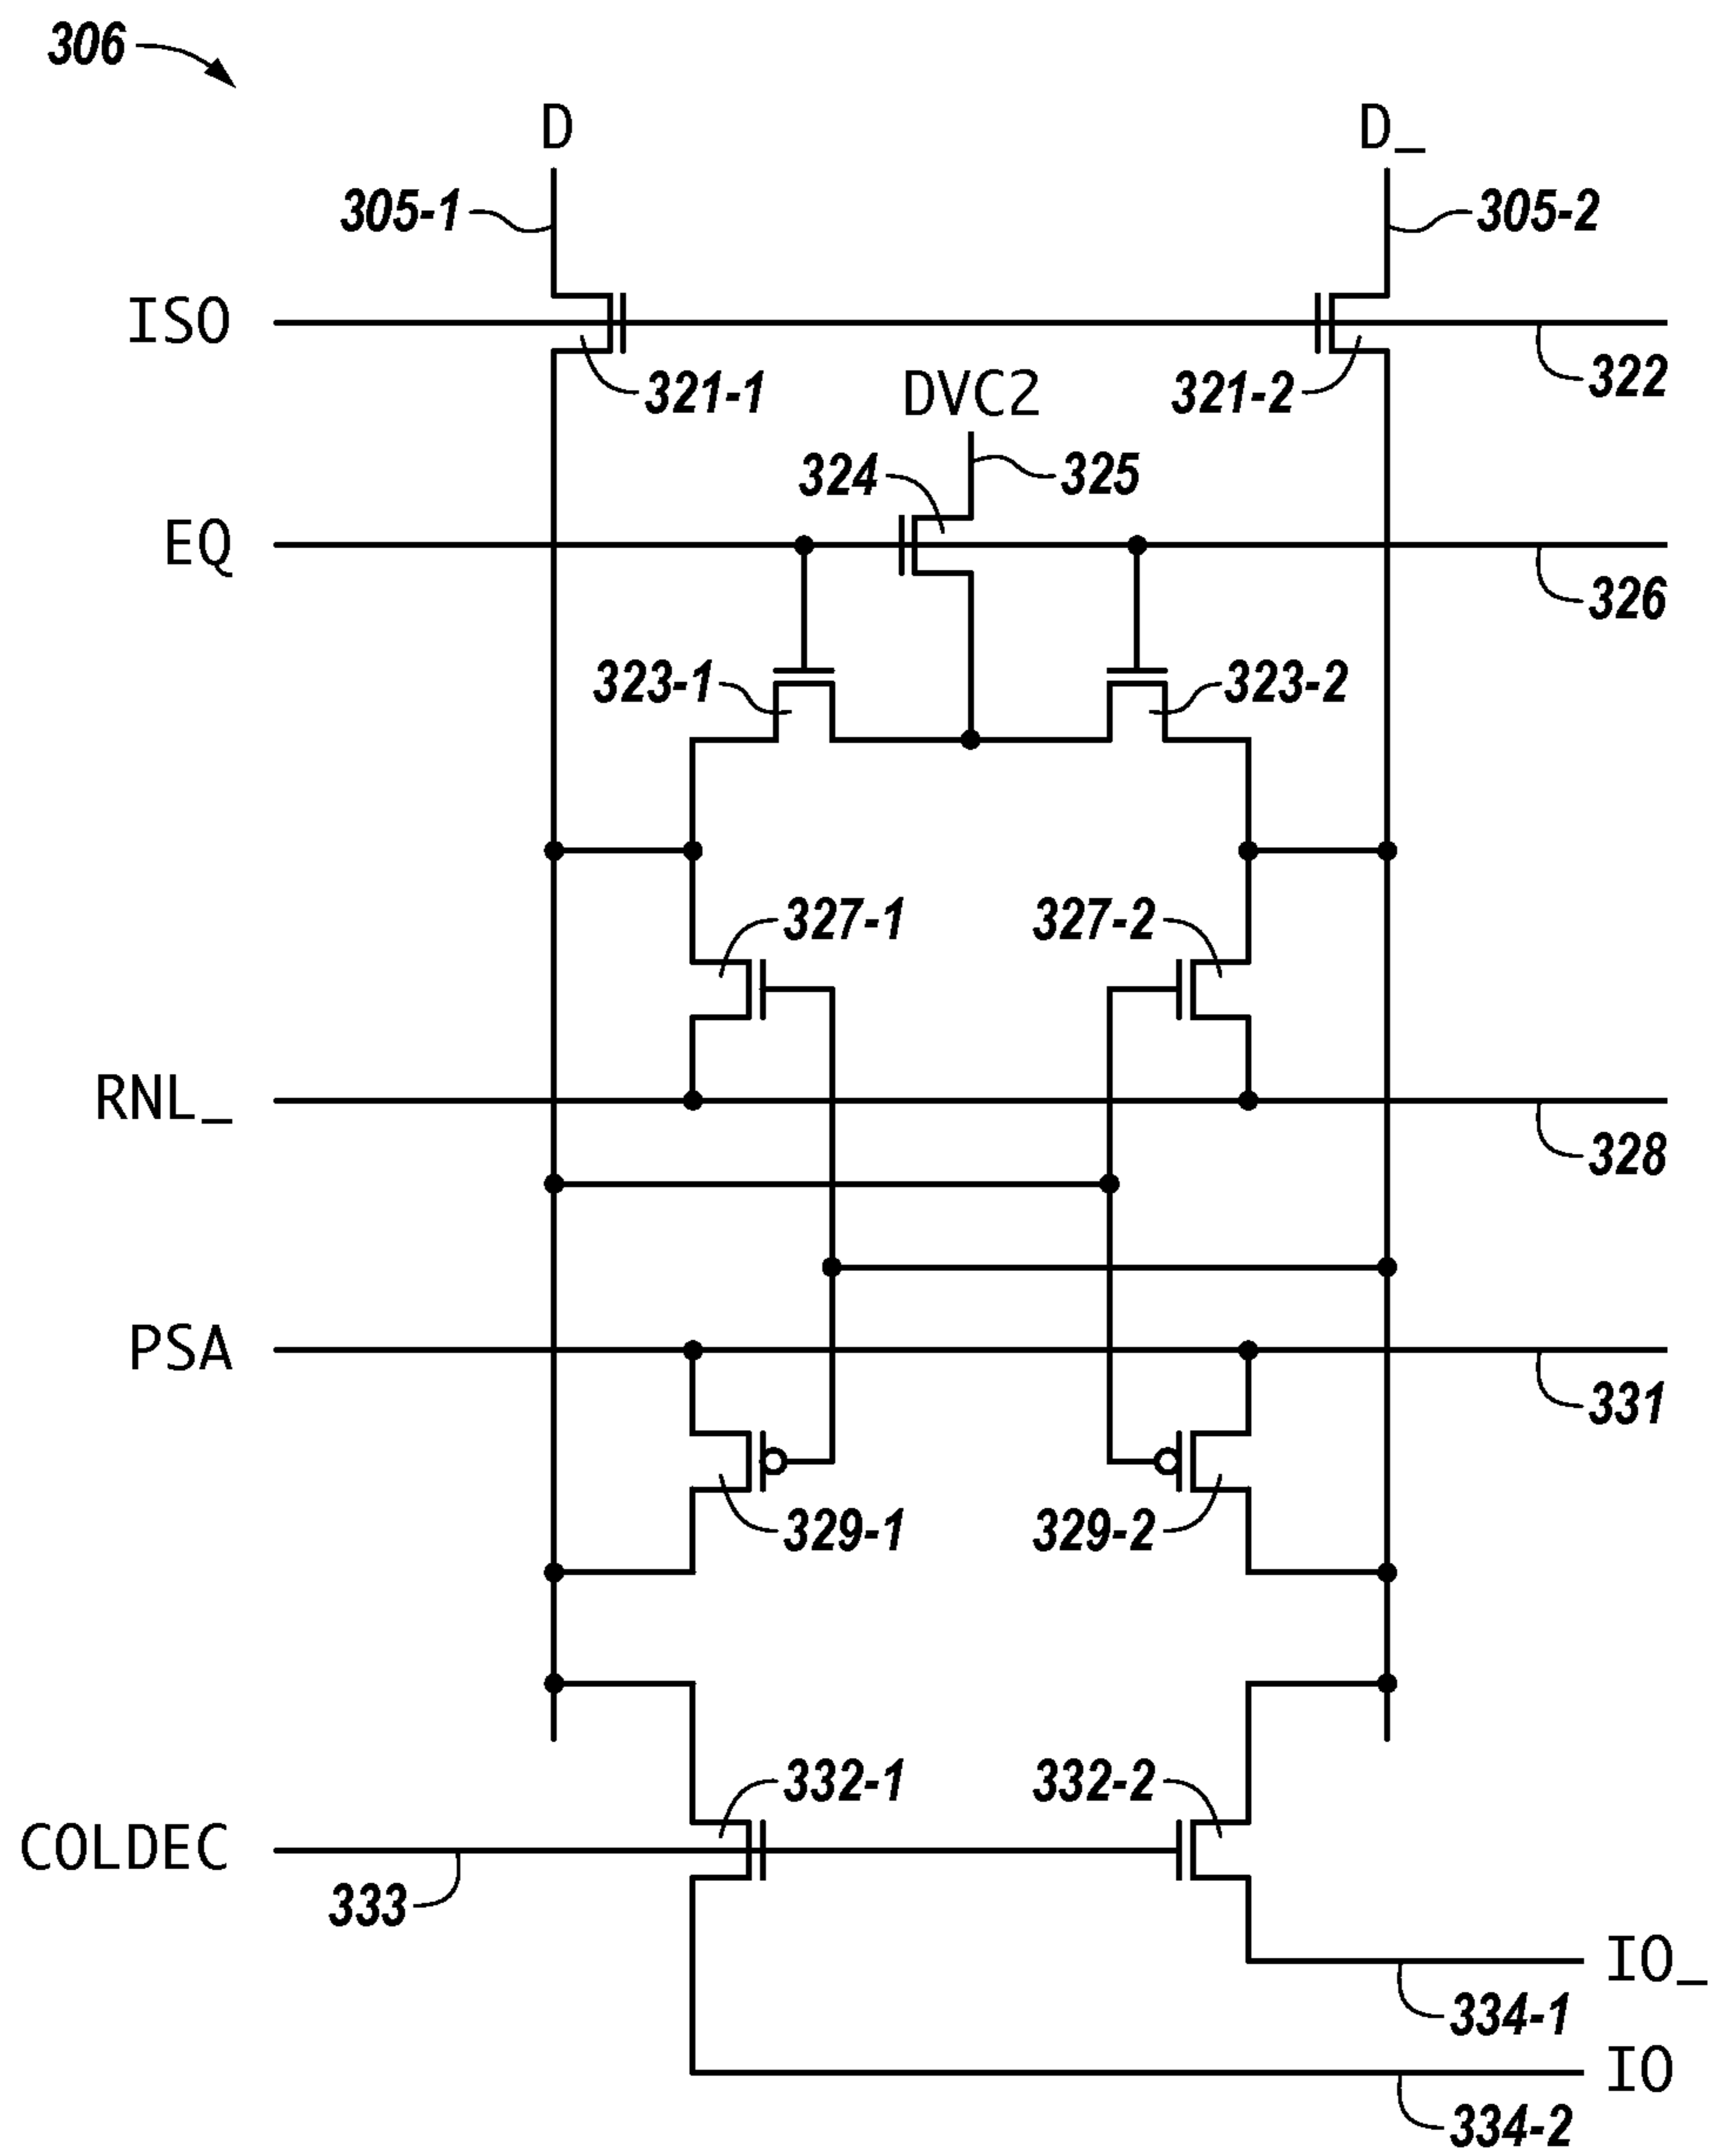 306
D D_
305-1 305-2
ISO
321-1 DVC2 321-2 322
324 325
EQ
326
323-1 323-2
327-1 327-2
RNL_
328
PSA
331
329-1 329-2
332-1 332-2
COLDEC
333
IO_
334-1
IO
334-2